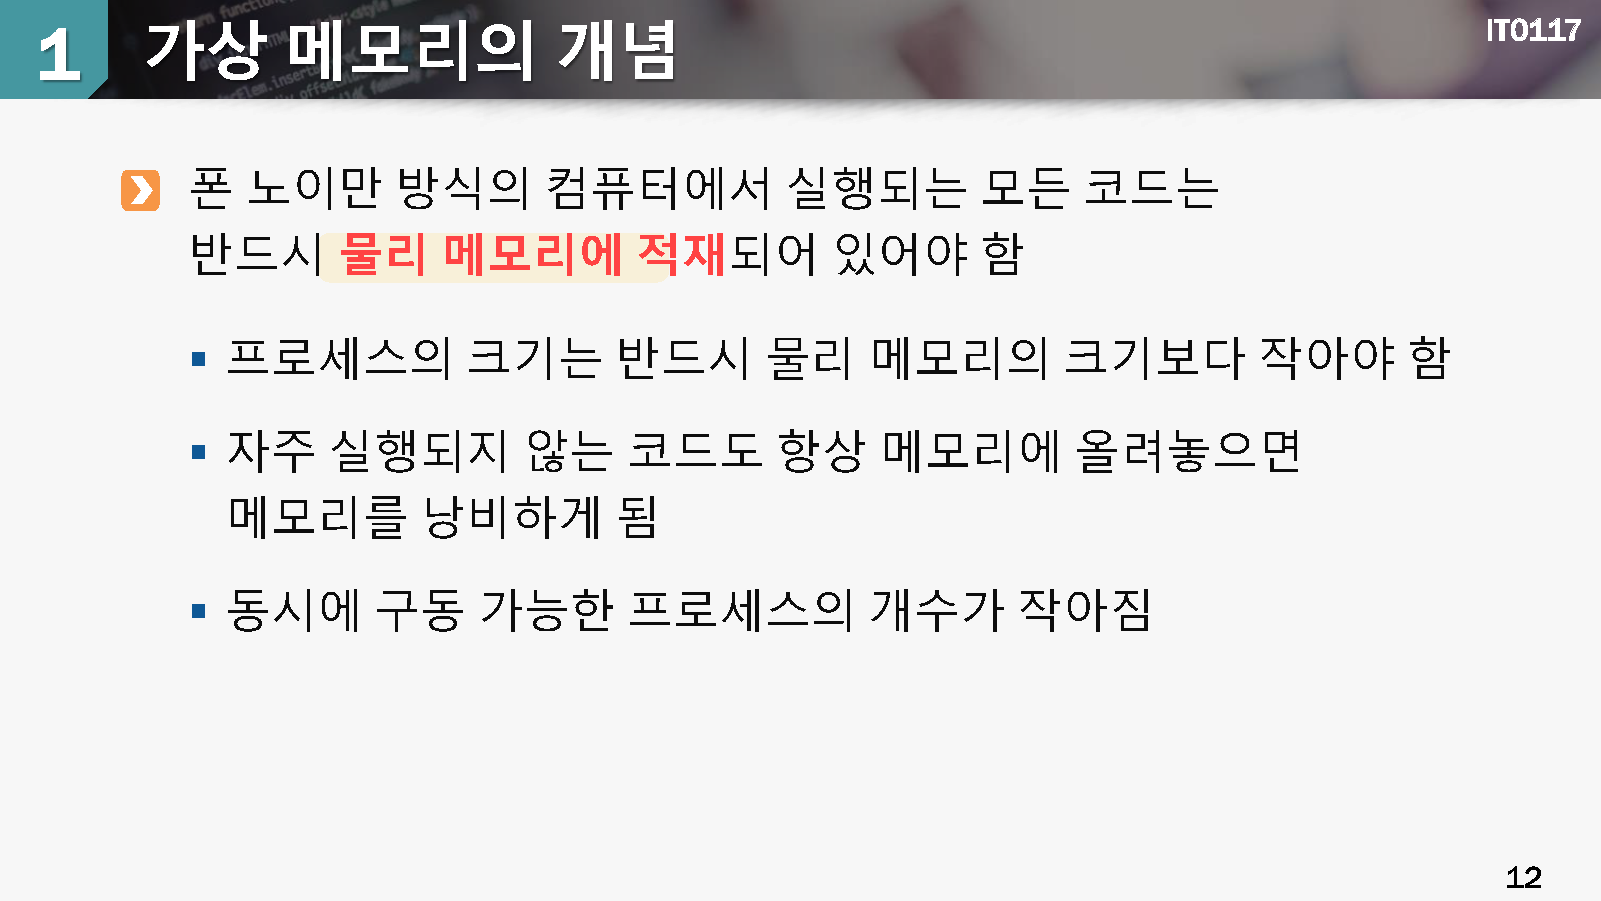 1 가상 메모리의 개념
IT0117
폰 노이만 방식의 컴퓨터에서 실행되는 모든 코드는
반드시 물리 메모리에 적재되어 있어야 함
프로세스의 크기는 반드시 물리 메모리의 크기보다 작아야 함
자주 실행되지 않는 코드도 항상 메모리에 올려놓으면
메모리를 낭비하게 됨
동시에 구동 가능한 프로세스의 개수가 작아짐
12